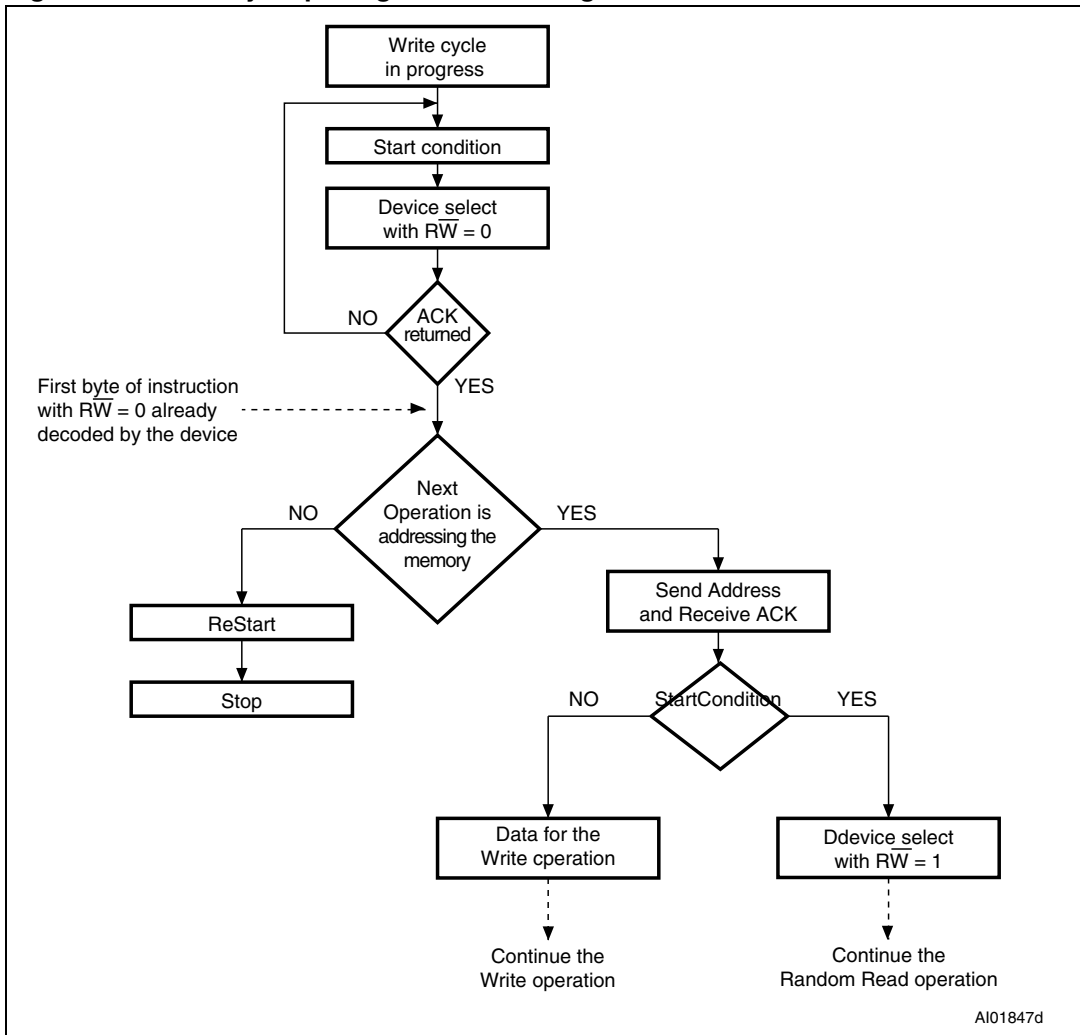 Write cycle
in progress
Start condition
Device select
with RW̅ = 0
ACK
returned
NO
YES
First byte of instruction
with RW̅ = 0 already
decoded by the device
Next
Operation is
addressing the
memory
NO
YES
Send Address
and Receive ACK
ReStart
Stop
StartCondition
NO
YES
Data for the
Write cperation
Ddevice select
with RW̅ = 1
Continue the
Write operation
Continue the
Random Read operation
AI01847d